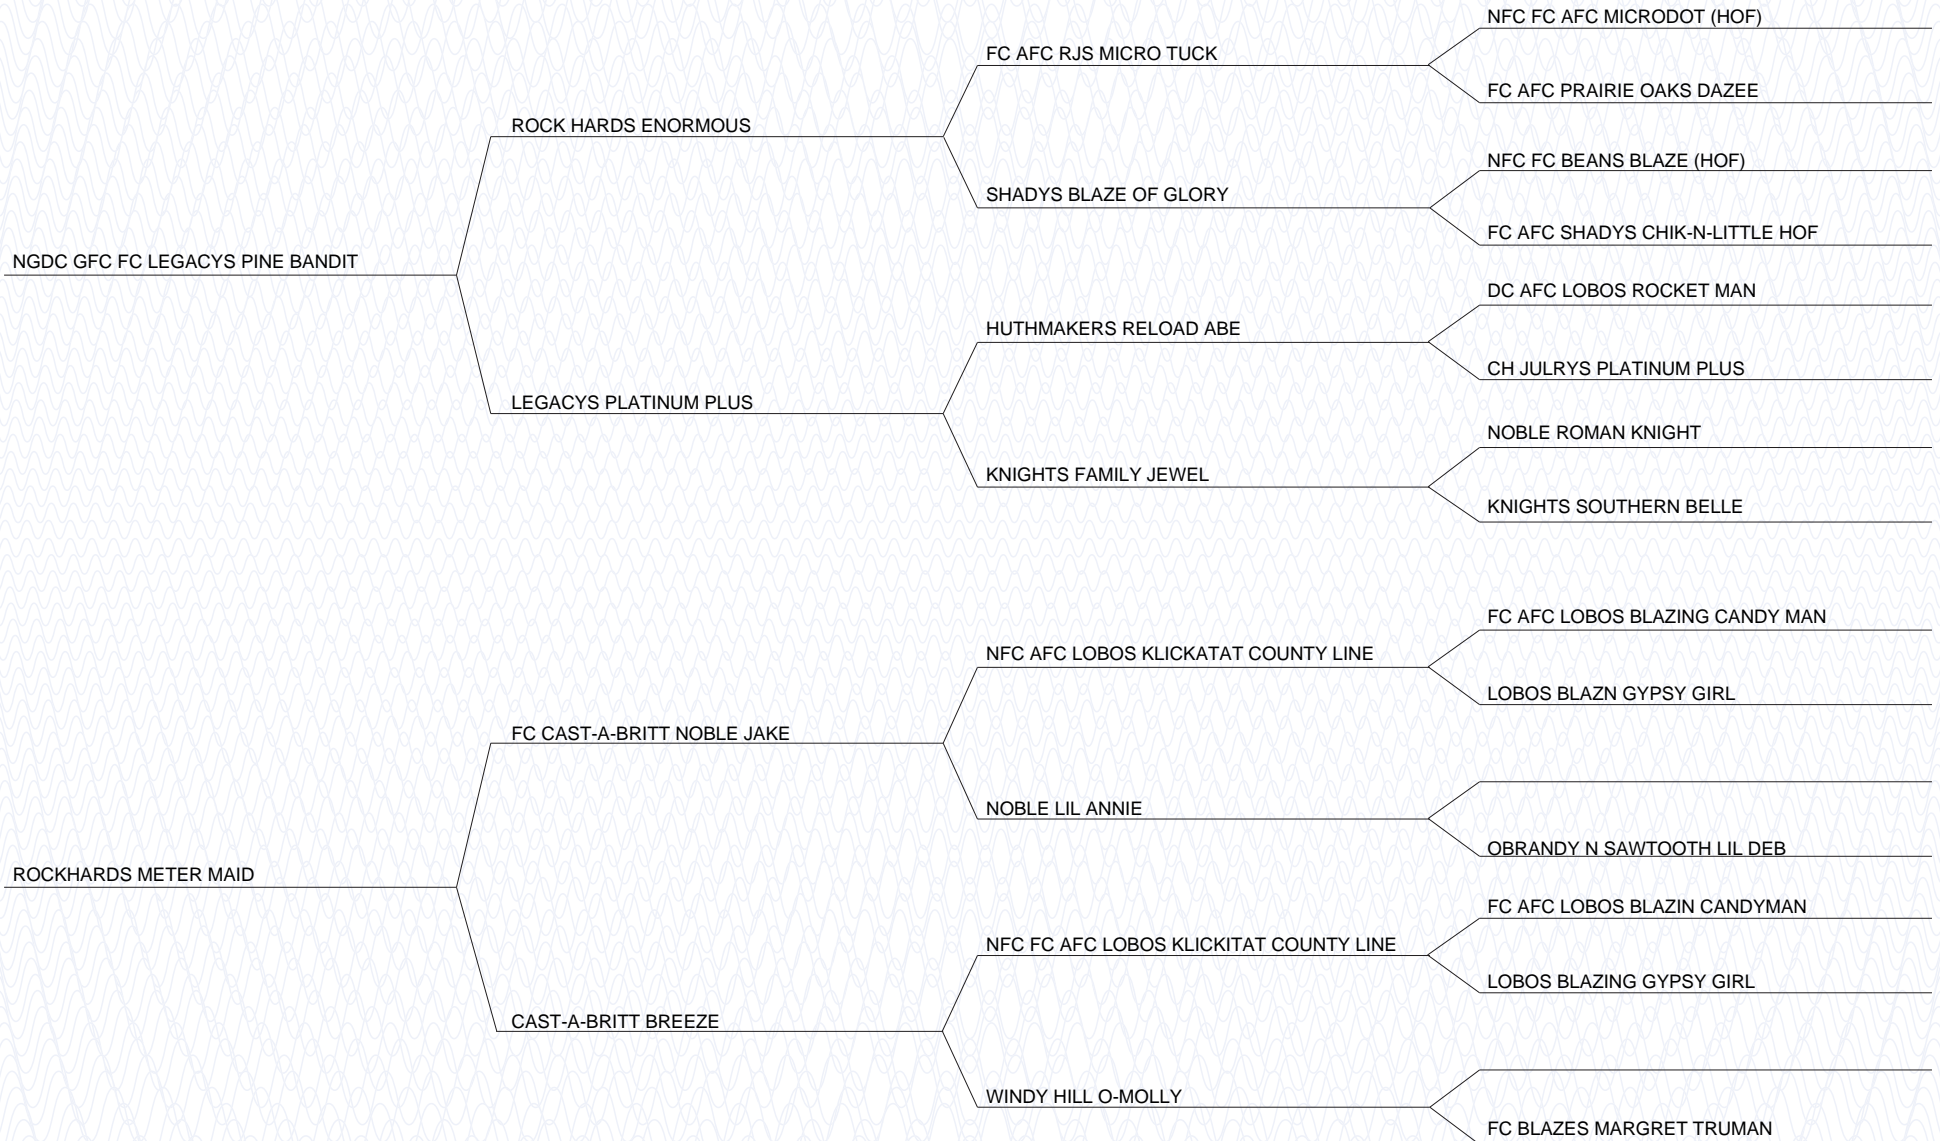 NFC FC AFC MICRODOT (HOF)
FC AFC RJS MICRO TUCK
FC AFC PRAIRIE OAKS DAZEE
ROCK HARDS ENORMOUS
NFC FC BEANS BLAZE (HOF)
SHADYS BLAZE OF GLORY
FC AFC SHADYS CHIK-N-LITTLE HOF
NGDC GFC FC LEGACYS PINE BANDIT
DC AFC LOBOS ROCKET MAN
HUTHMAKERS RELOAD ABE
CH JULRYS PLATINUM PLUS
LEGACYS PLATINUM PLUS
NOBLE ROMAN KNIGHT
KNIGHTS FAMILY JEWEL
KNIGHTS SOUTHERN BELLE
FC AFC LOBOS BLAZING CANDY MAN
NFC AFC LOBOS KLICKATAT COUNTY LINE
LOBOS BLAZN GYPSY GIRL
FC CAST-A-BRITT NOBLE JAKE
NOBLE LIL ANNIE
OBRANDY N SAWTOOTH LIL DEB
ROCKHARDS METER MAID
FC AFC LOBOS BLAZIN CANDYMAN
NFC FC AFC LOBOS KLICKITAT COUNTY LINE
LOBOS BLAZING GYPSY GIRL
CAST-A-BRITT BREEZE
WINDY HILL O-MOLLY
FC BLAZES MARGRET TRUMAN